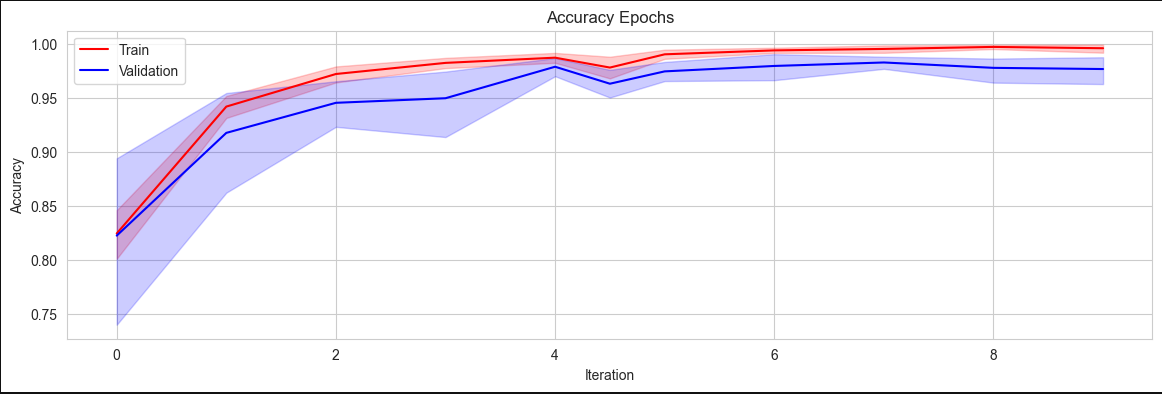 Accuracy Epochs
Train
Validation
1.00
0.95
0.90
0.85
0.80
0.75
Accuracy
0
2
4
6
8
Iteration